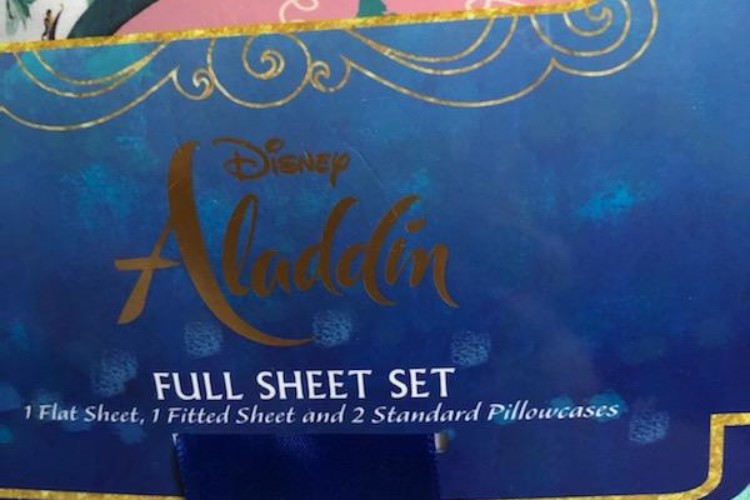 Disney
Aladdin
FULL SHEET SET
1 Flat Sheet, 1 Fitted Sheet and 2 Standard Pillowcases